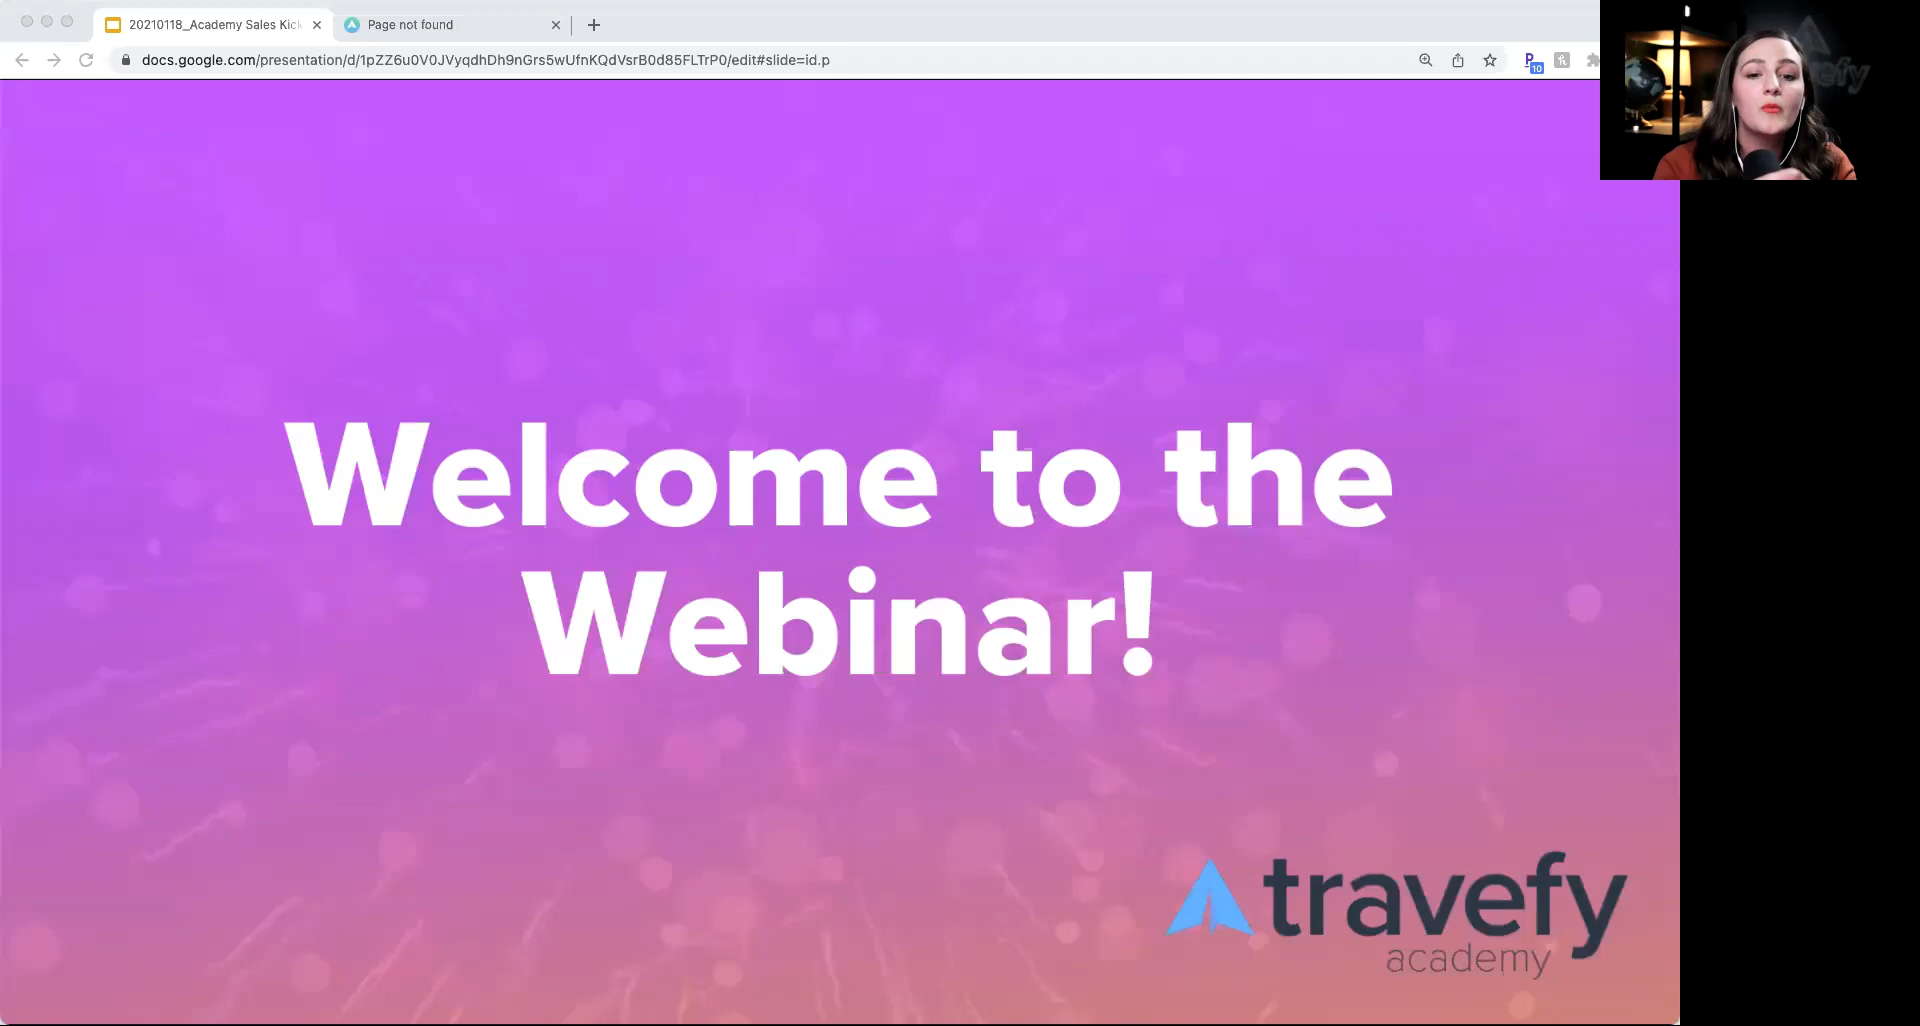 20210118_Academy Sales Kick
Page not found
docs.google.com/presentation/d/1pZZ6u0V0JVyqdhDh9nGrs5wUfnKQdVsrB0d85FLTrP0/edit#slide=id.p
10
Welcome to the
Webinar!
travefy
academy